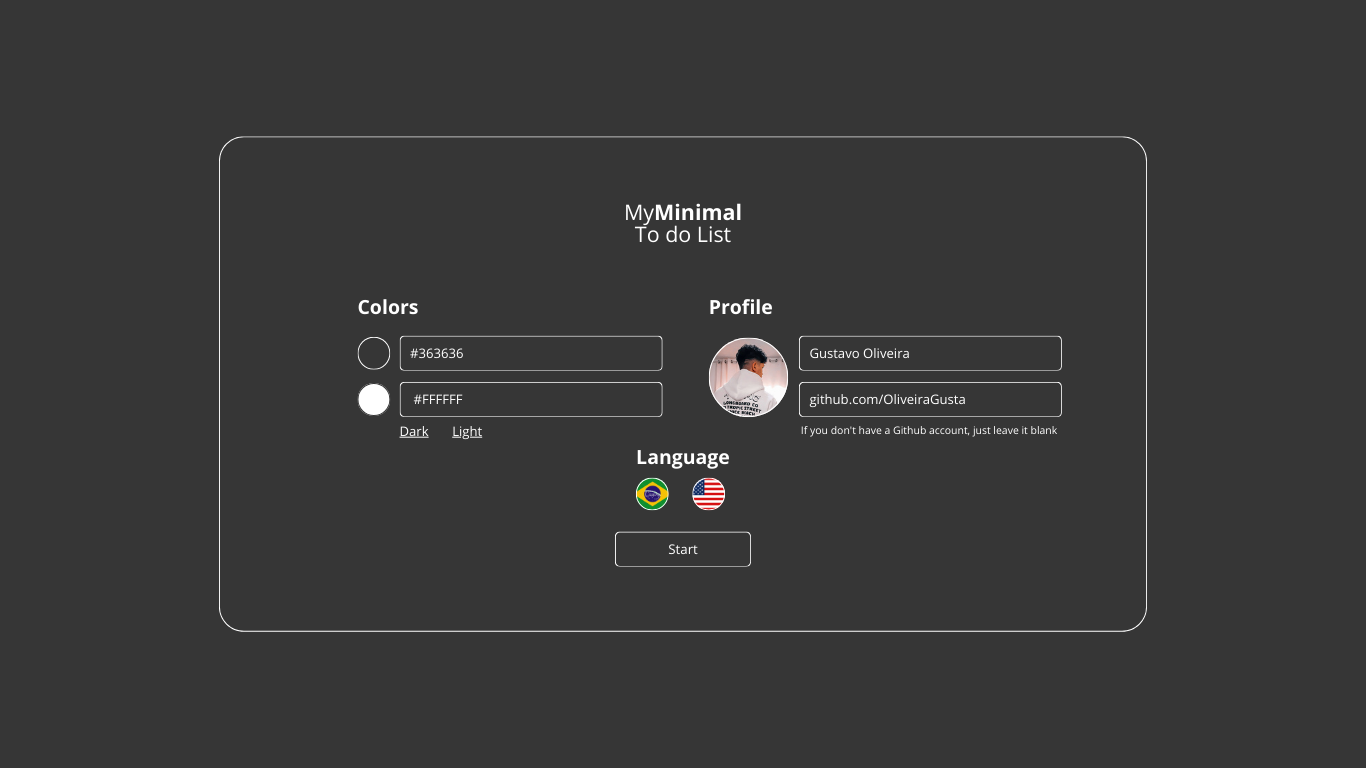 MyMinimal
To do List
Colors
#363636
#FFFFFF
Dark Light
Profile
Gustavo Oliveira
github.com/OliveiraGusta
If you don't have a Github account, just leave it blank
Language
Start